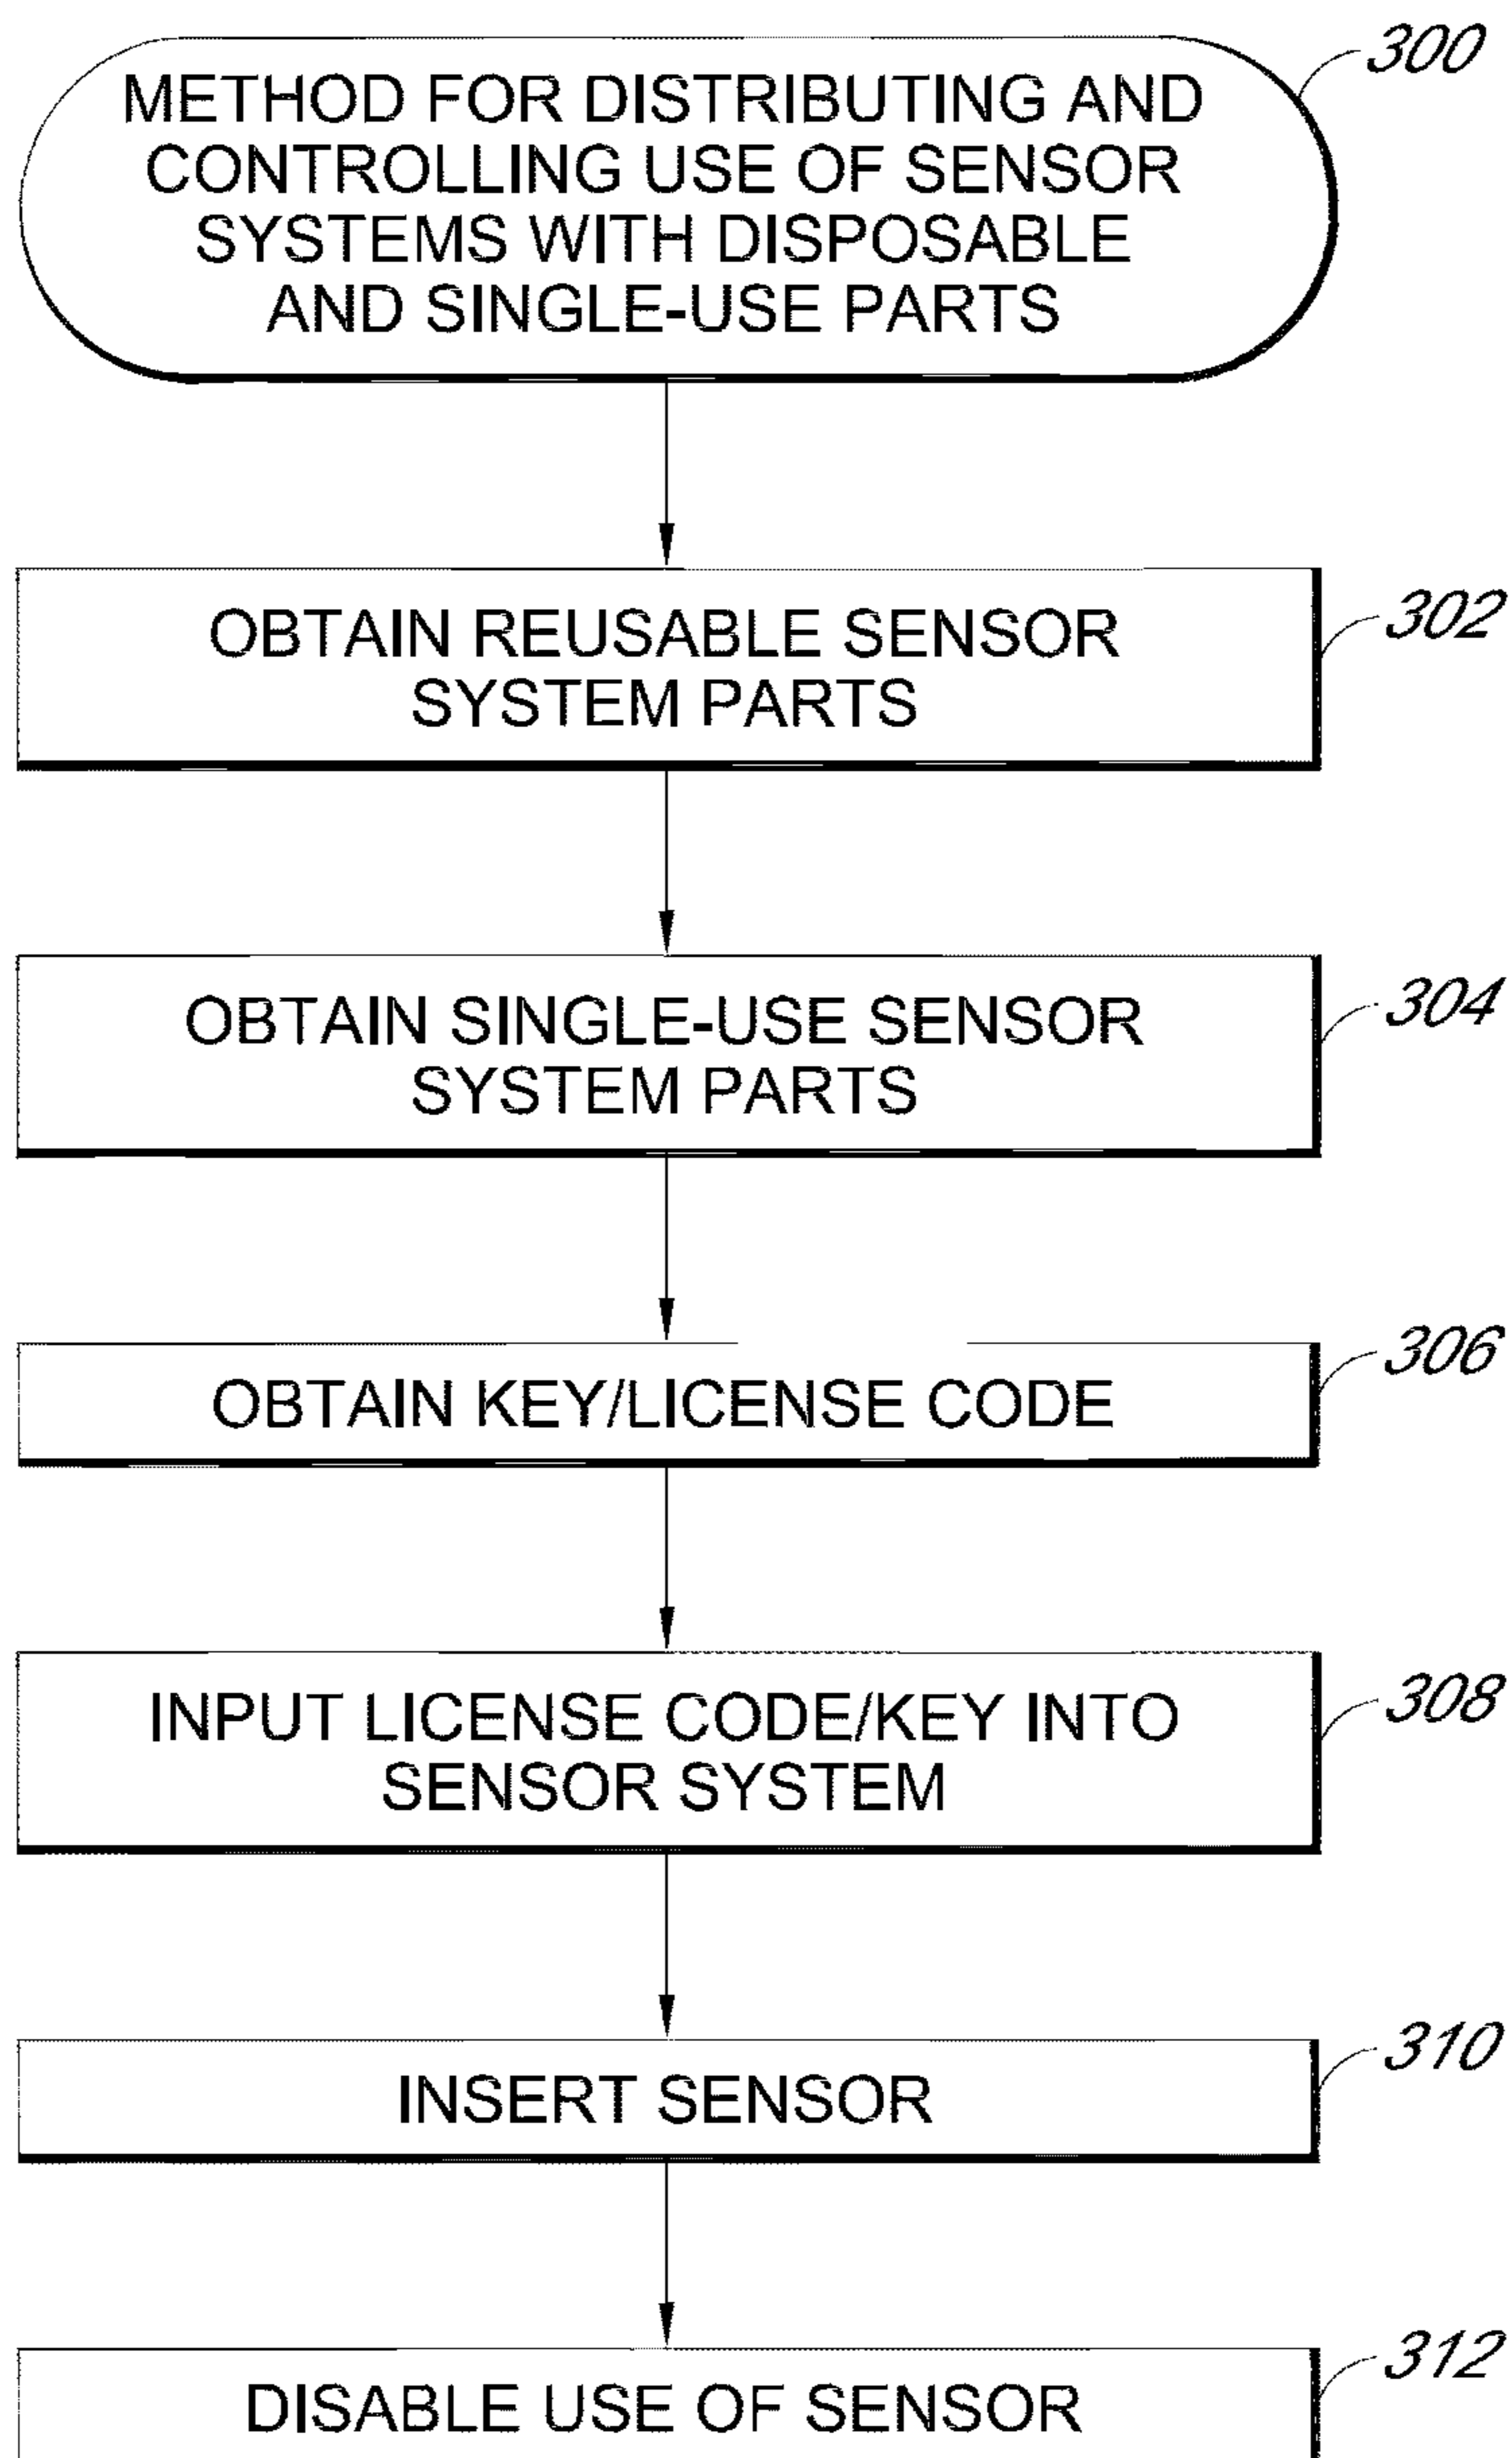 300
METHOD FOR DISTRIBUTING AND
CONTROLLING USE OF SENSOR
SYSTEMS WITH DISPOSABLE
AND SINGLE-USE PARTS
302
OBTAIN REUSABLE SENSOR
SYSTEM PARTS
304
OBTAIN SINGLE-USE SENSOR
SYSTEM PARTS
306
OBTAIN KEY/LICENSE CODE
308
INPUT LICENSE CODE/KEY INTO
SENSOR SYSTEM
310
INSERT SENSOR
312
DISABLE USE OF SENSOR